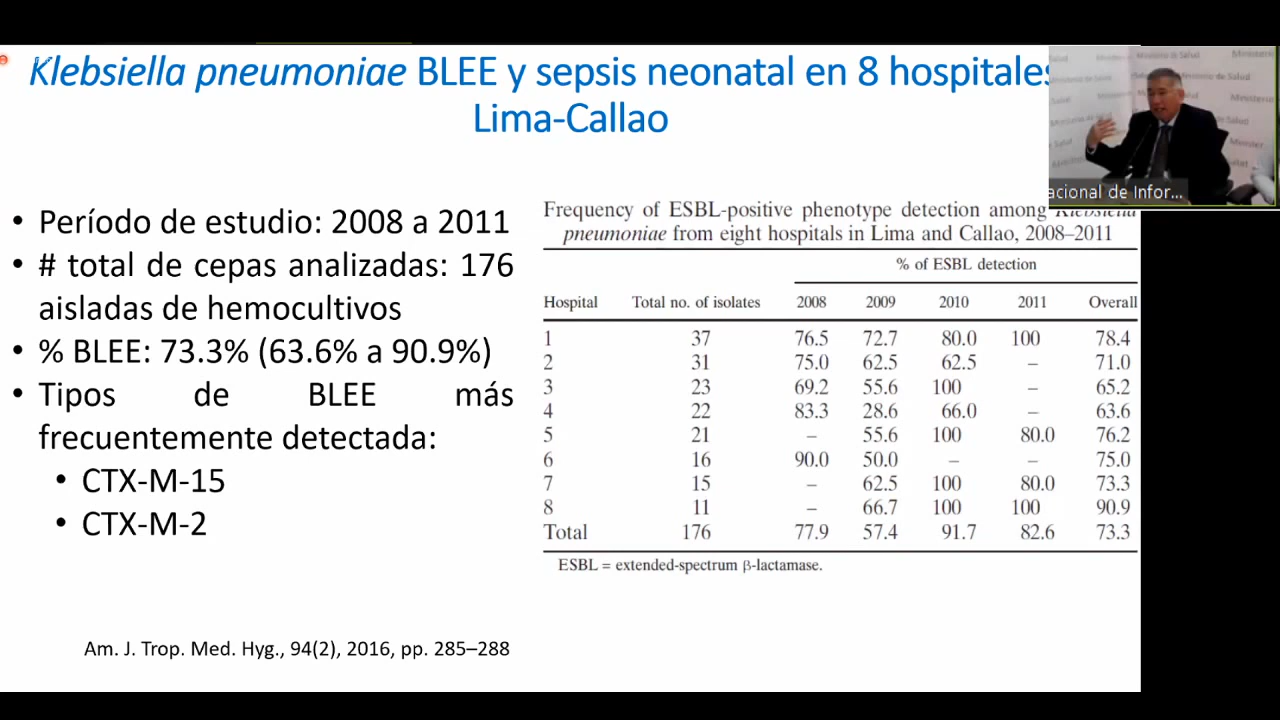 Klebsiella pneumoniae BLEE y sepsis neonatal en 8 hospitales
Lima-Callao
acional de Infor...
• Período de estudio: 2008 a 2011
• # total de cepas analizadas: 176
aisladas de hemocultivos
• % BLEE: 73.3% (63.6% a 90.9%)
• Tipos de BLEE más
frecuentemente detectada:
• CTX-M-15
• CTX-M-2
Frequency of ESBL-positive phenotype detection among Klebsiella
pneumoniae from eight hospitals in Lima and Callao, 2008–2011
% of ESBL detection
Hospital Total no. of isolates 2008 2009 2010 2011 Overall
1 37 76.5 72.7 80.0 100 78.4
2 31 75.0 62.5 62.5 – 71.0
3 23 69.2 55.6 100 – 65.2
4 22 83.3 28.6 66.0 – 63.6
5 21 – 55.6 100 80.0 76.2
6 16 90.0 50.0 – – 75.0
7 15 – 62.5 100 80.0 73.3
8 11 – 66.7 100 100 90.9
Total 176 77.9 57.4 91.7 82.6 73.3
ESBL = extended-spectrum β-lactamase.
Am. J. Trop. Med. Hyg., 94(2), 2016, pp. 285–288